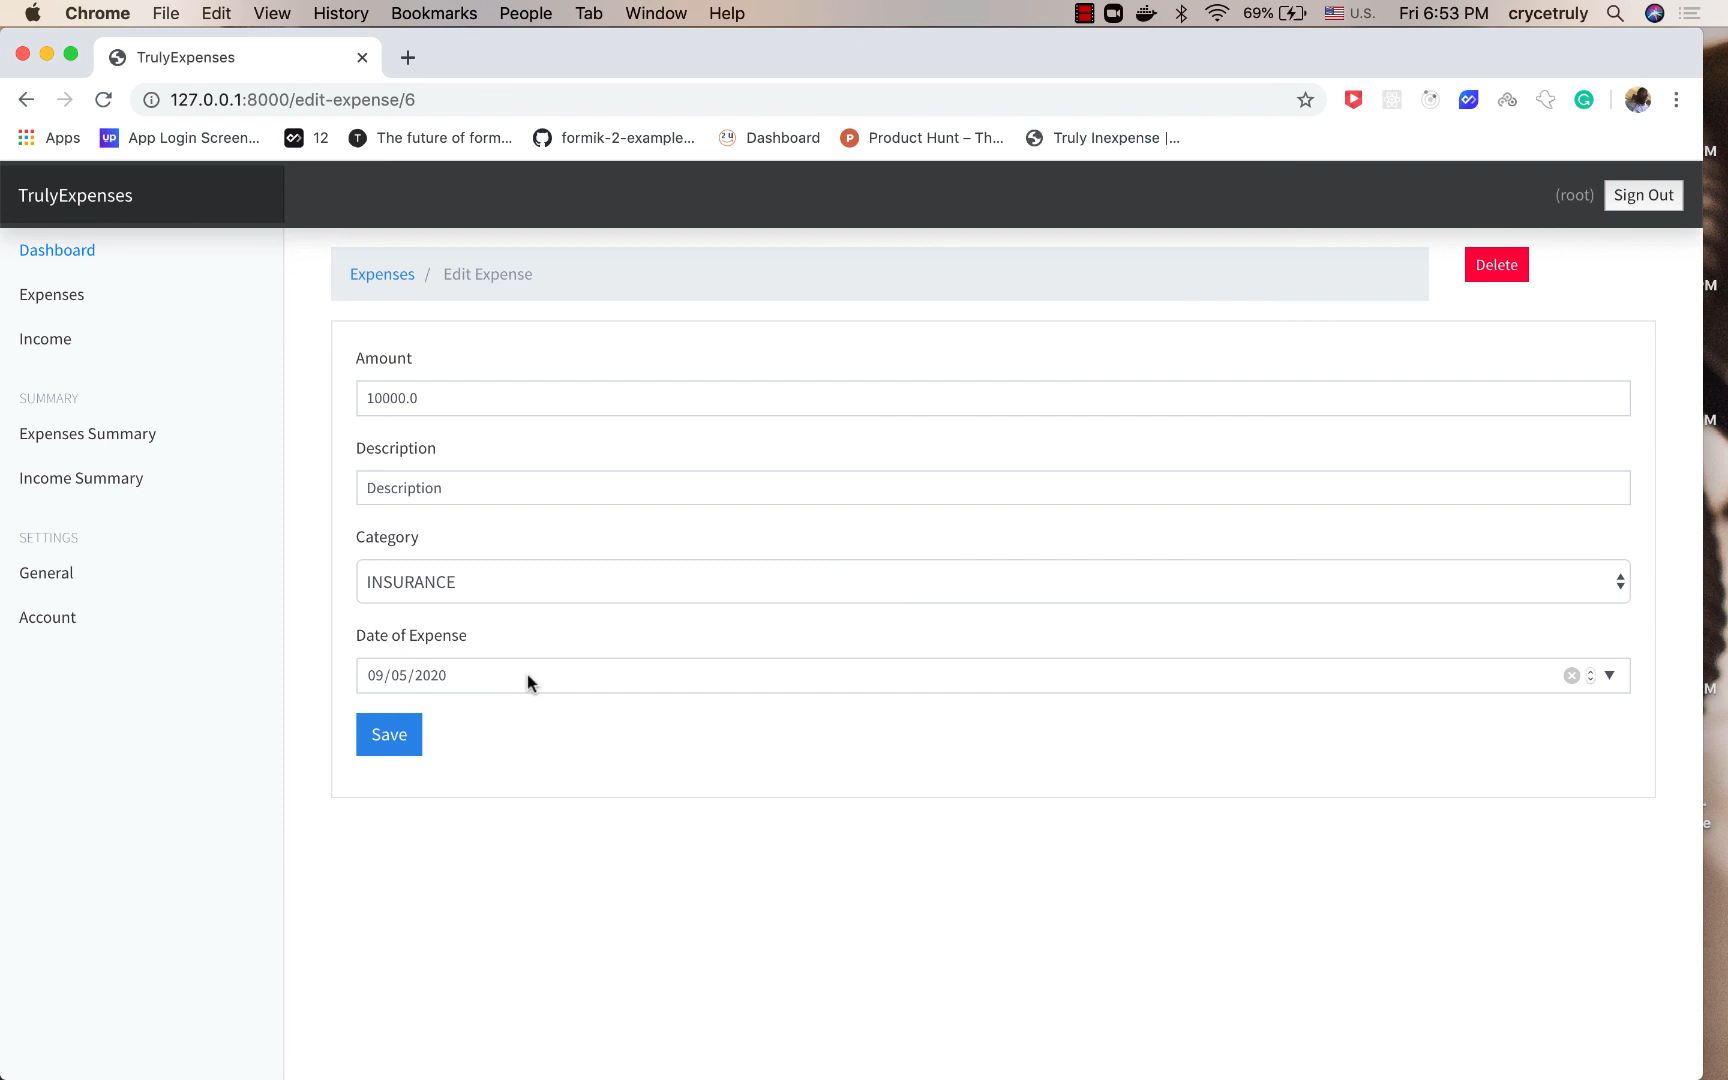 Chrome File Edit View History Bookmarks People Tab Window Help 69% U.S. Fri 6:53 PM crycetruly
TrulyExpenses
127.0.0.1:8000/edit-expense/6
Apps UP App Login Screen... 12 T The future of form... formik-2-example... Dashboard P Product Hunt – Th... Truly Inexpense |...
TrulyExpenses (root) Sign Out
Dashboard
Expenses
Income
SUMMARY
Expenses Summary
Income Summary
SETTINGS
General
Account
Expenses / Edit Expense
Delete
Amount
10000.0
Description
Description
Category
INSURANCE
Date of Expense
09/05/2020
Save